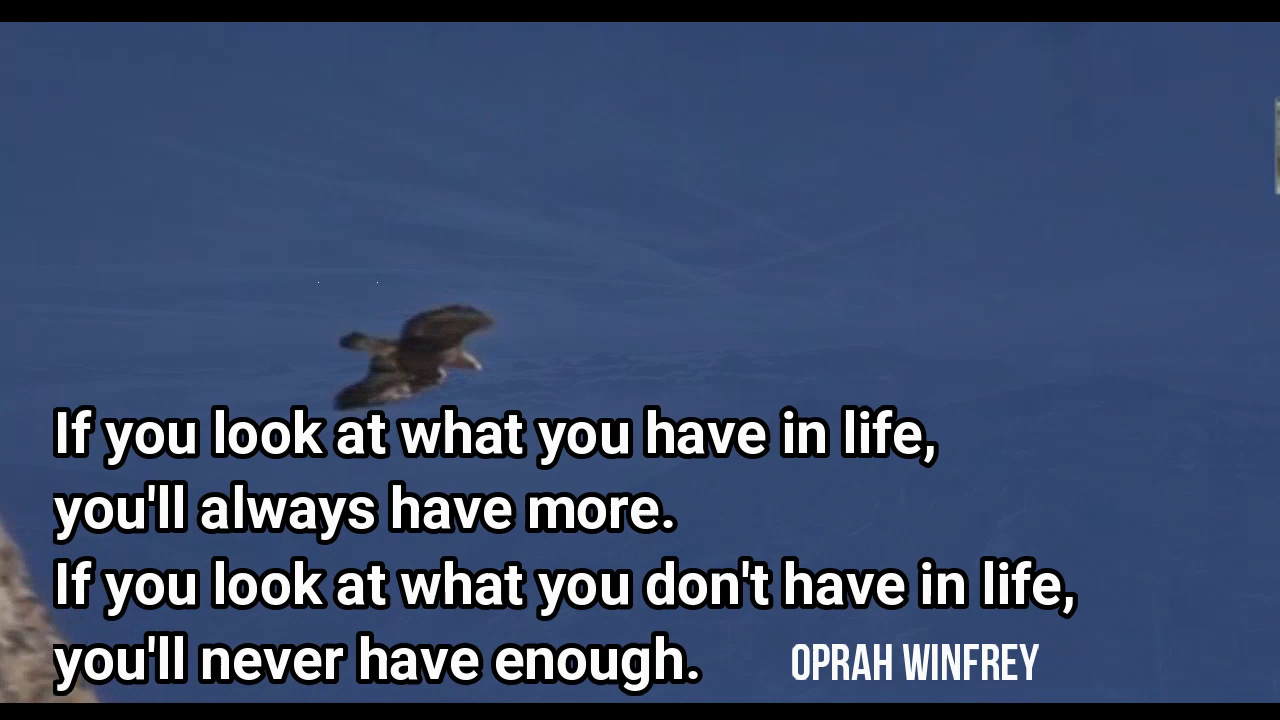 If you look at what you have in life,
you'll always have more.
If you look at what you don't have in life,
you'll never have enough.
OPRAH WINFREY